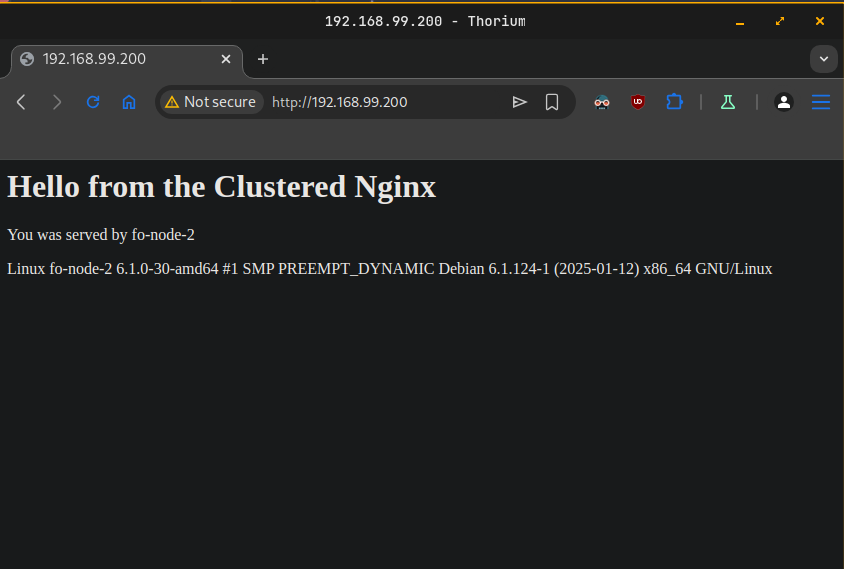 192.168.99.200 - Thorium
192.168.99.200
Not secure
http://192.168.99.200
UD
Hello from the Clustered Nginx
You was served by fo-node-2
Linux fo-node-2 6.1.0-30-amd64 #1 SMP PREEMPT_DYNAMIC Debian 6.1.124-1 (2025-01-12) x86_64 GNU/Linux